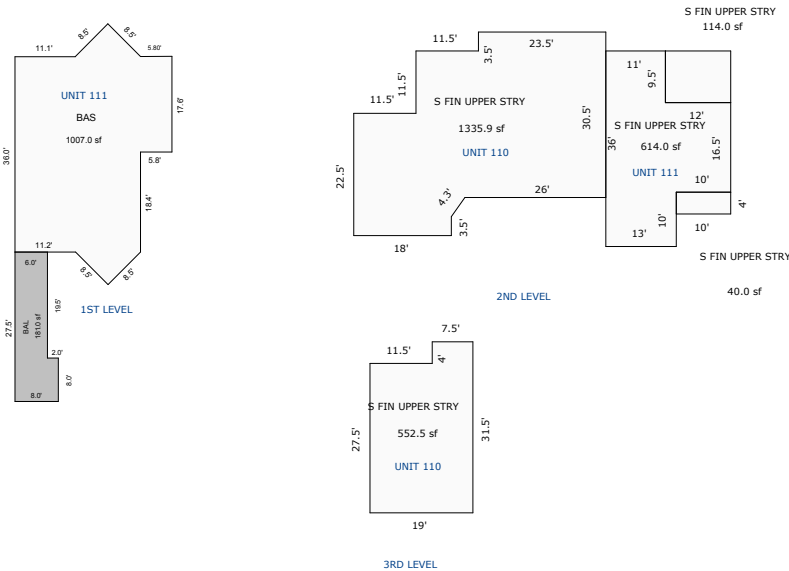 S FIN UPPER STRY
114.0 sf
8.5'
8.5'
11.1'
5.80'
UNIT 111
BAS
1007.0 sf
36.0'
17.6'
5.8'
18.4'
11.2'
8.5'
8.5'
6.0'
BAL
181.0 sf
19.5'
27.5'
2.0'
8.0'
8.0'
1ST LEVEL
11.5'
23.5'
3.5'
11.5'
11.5'
S FIN UPPER STRY
1335.9 sf
UNIT 110
30.5'
22.5'
4.3'
26'
3.5'
18'
11'
9.5'
12'
S FIN UPPER STRY
36'
614.0 sf
16.5'
UNIT 111
10'
4'
10'
10'
13'
S FIN UPPER STRY
40.0 sf
2ND LEVEL
7.5'
11.5'
4'
S FIN UPPER STRY
552.5 sf
27.5'
31.5'
UNIT 110
19'
3RD LEVEL